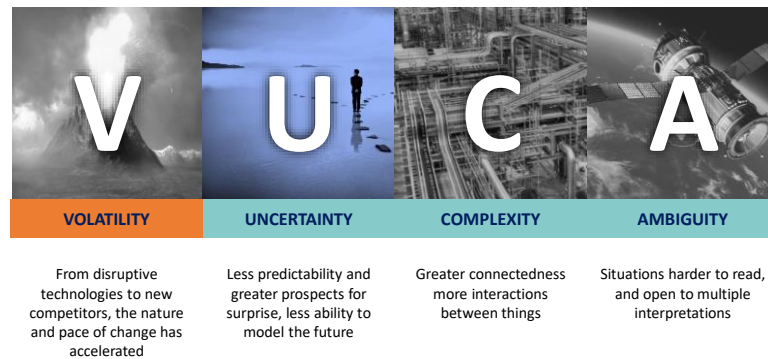 V U C A
VOLATILITY UNCERTAINTY COMPLEXITY AMBIGUITY
From disruptive
technologies to new
competitors, the nature
and pace of change has
accelerated
Less predictability and
greater prospects for
surprise, less ability to
model the future
Greater connectedness
more interactions
between things
Situations harder to read,
and open to multiple
interpretations